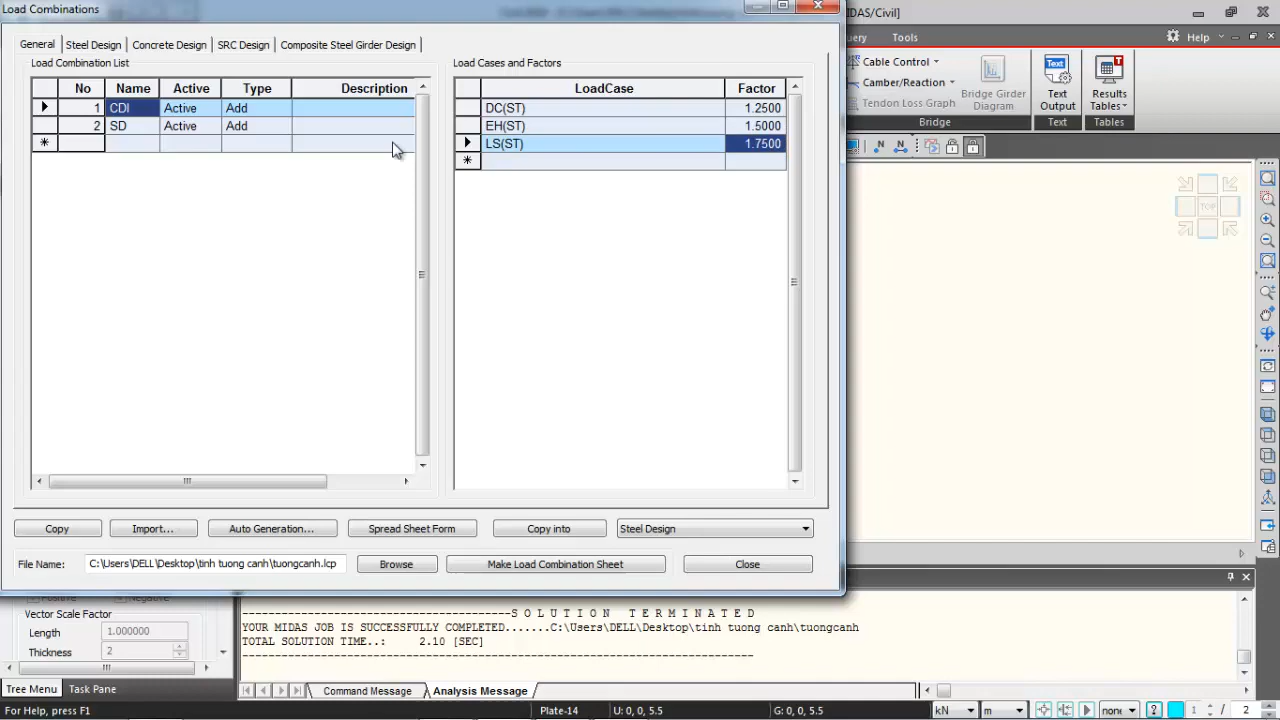 Load Combinations
MIDAS/Civil]
General
Steel Design
Concrete Design
SRC Design
Composite Steel Girder Design
Query
Tools
Help
Load Combination List
Load Cases and Factors
Cable Control
Camber/Reaction
Tendon Loss Graph
Bridge Girder
Diagram
Text
Output
Results
Tables
Bridge
Text
Tables
No Name Active Type Description
1 CDI Active Add
2 SD Active Add
*
LoadCase Factor
DC(ST) 1.2500
EH(ST) 1.5000
LS(ST) 1.7500
*
TOP
Copy
Import...
Auto Generation...
Spread Sheet Form
Copy into
Steel Design
File Name:
C:\Users\DELL\Desktop\tinh tuong canh\tuongcanh.lcp
Browse
Make Load Combination Sheet
Close
Positive
Negative
Vector Scale Factor
Length 1.000000
Thickness 2
Tree Menu
Task Pane
SOLUTION TERMINATED
YOUR MIDAS JOB IS SUCCESSFULLY COMPLETED.......C:\Users\DELL\Desktop\tinh tuong canh\tuongcanh
TOTAL SOLUTION TIME..: 2.10 [SEC]
Command Message
Analysis Message
For Help, press F1
Plate-14
U: 0, 0, 5.5
G: 0, 0, 5.5
kN
m
none
? 1 / 2